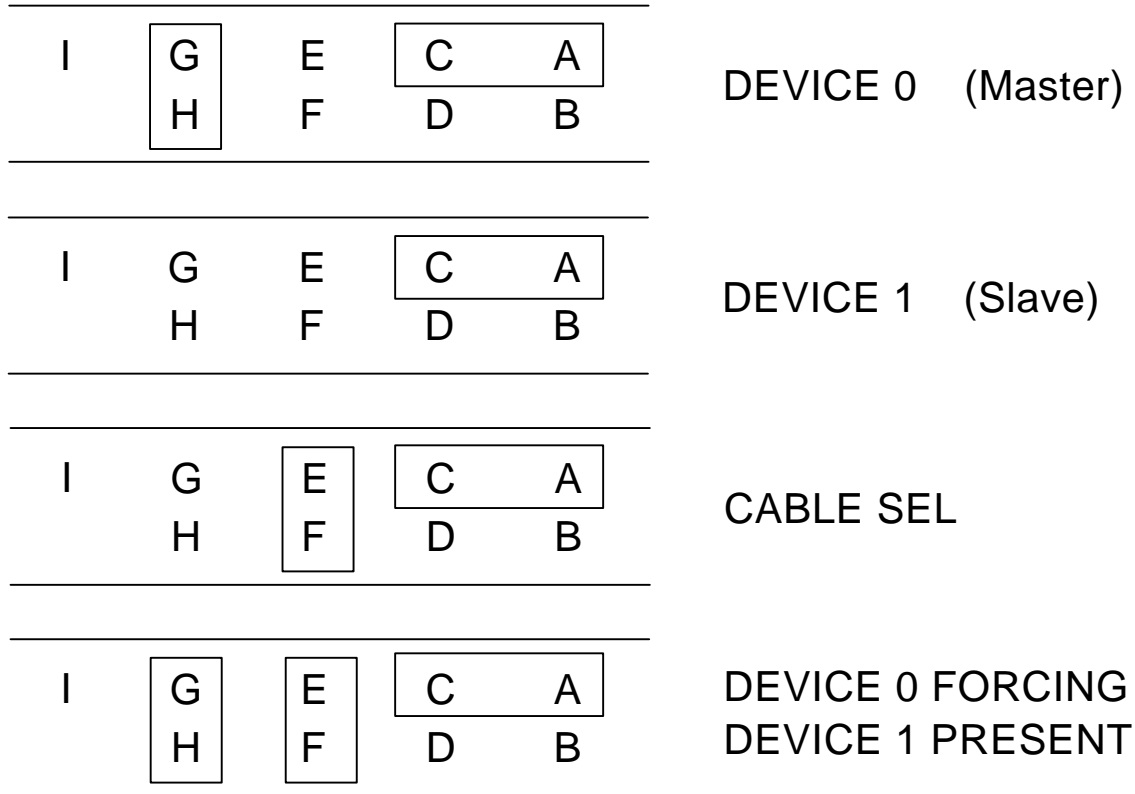 I G E C A
H F D B
DEVICE 0 (Master)
I G E C A
H F D B
DEVICE 1 (Slave)
I G E C A
H F D B
CABLE SEL
I G E C A
H F D B
DEVICE 0 FORCING
DEVICE 1 PRESENT